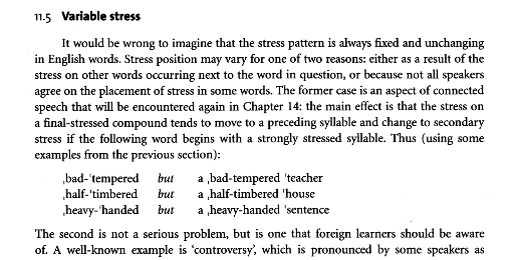 11.5 Variable stress
It would be wrong to imagine that the stress pattern is always fixed and unchanging
in English words. Stress position may vary for one of two reasons: either as a result of the
stress on other words occurring next to the word in question, or because not all speakers
agree on the placement of stress in some words. The former case is an aspect of connected
speech that will be encountered again in Chapter 14: the main effect is that the stress on
a final-stressed compound tends to move to a preceding syllable and change to secondary
stress if the following word begins with a strongly stressed syllable. Thus (using some
examples from the previous section):
ˌbad-ˈtempered but a ˌbad-tempered ˈteacher
ˌhalf-ˈtimbered but a ˌhalf-timbered ˈhouse
ˌheavy-ˈhanded but a ˌheavy-handed ˈsentence
The second is not a serious problem, but is one that foreign learners should be aware
of. A well-known example is ‘controversy’, which is pronounced by some speakers as